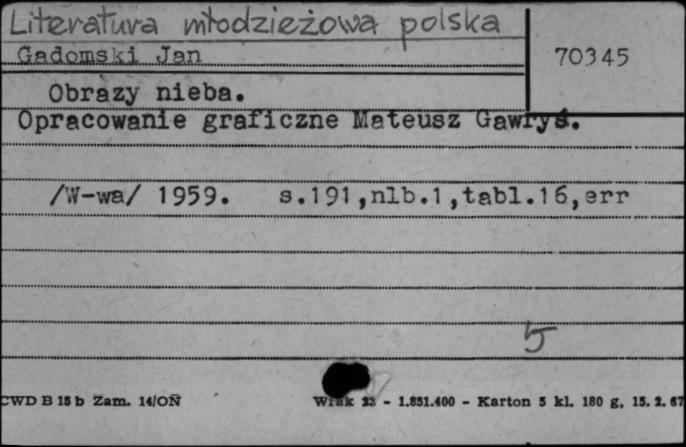 Literatura młodzieżowa polska
Gadomski Jan
70345
Obrazy nieba.
Opracowanie graficzne Mateusz Gawryś.
/W-wa/ 1959. s.191,nlb.1,tabl.16,err
5
CWD B 15 b Zam. 14/ON WrAk 23 - 1.851.400 - Karton 5 kl. 180 g, 15. 2. 67